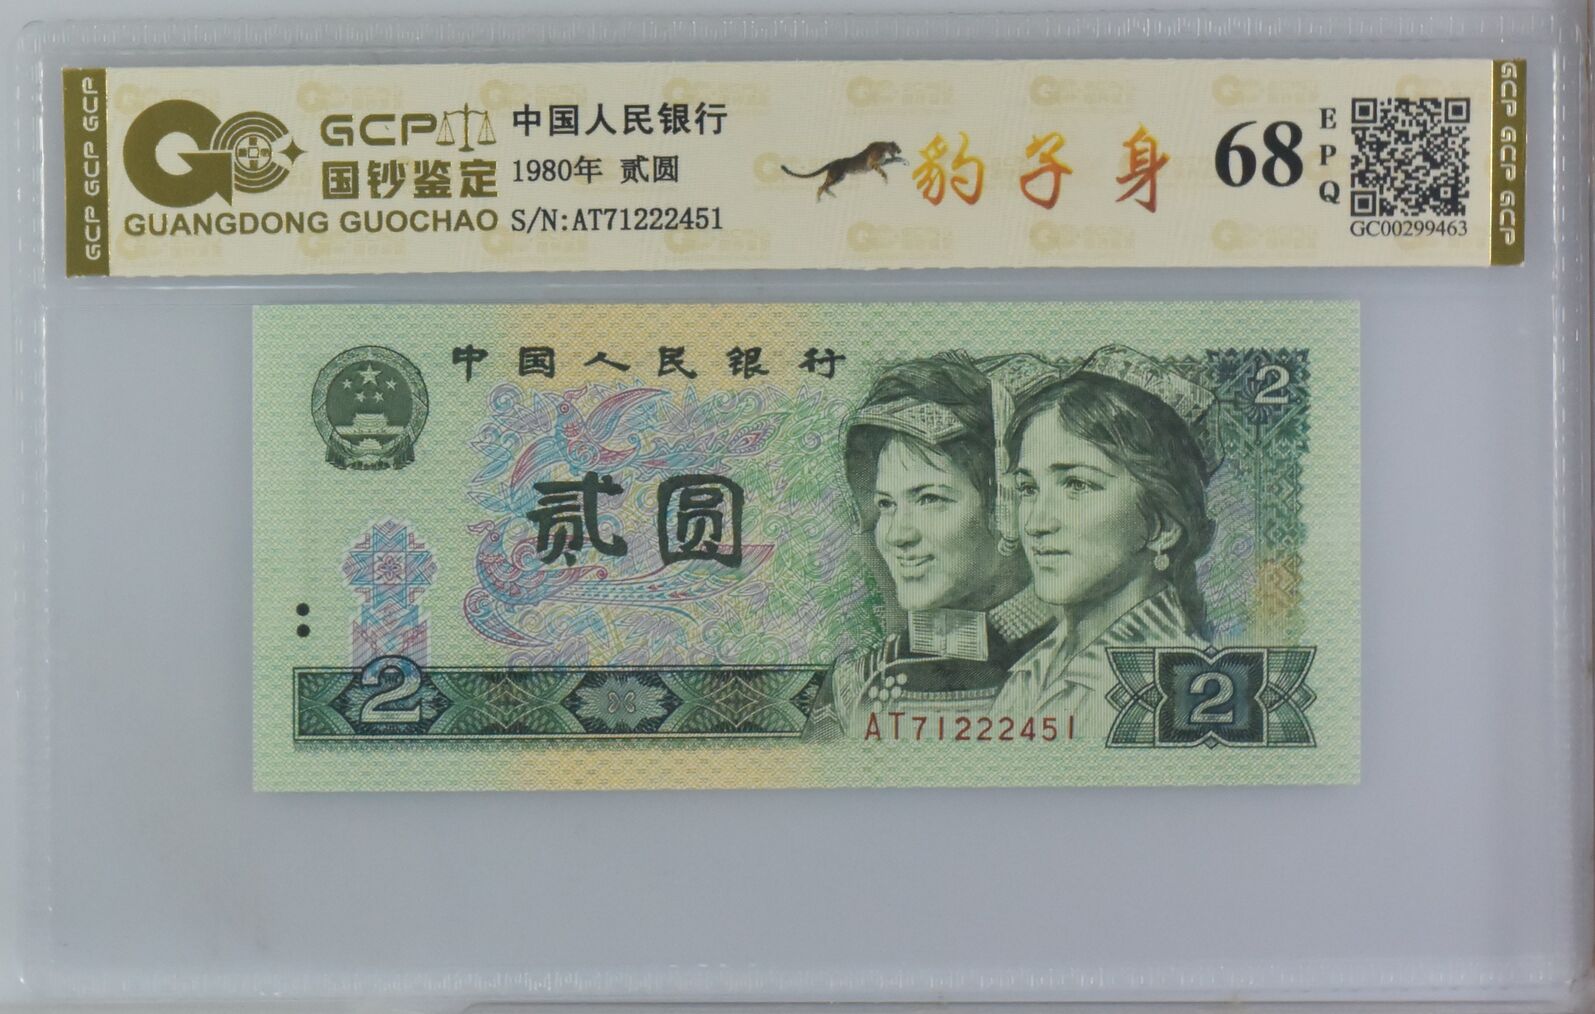 GCP GCP GCP
GCP
国钞鉴定
GUANGDONG GUOCHAO
中国人民银行
1980年 贰圆
S/N:AT71222451
豹子身
68
EPQ
GC00299463
GCP GCP GCP
中国人民银行
2
贰圆
2
AT71222451
2